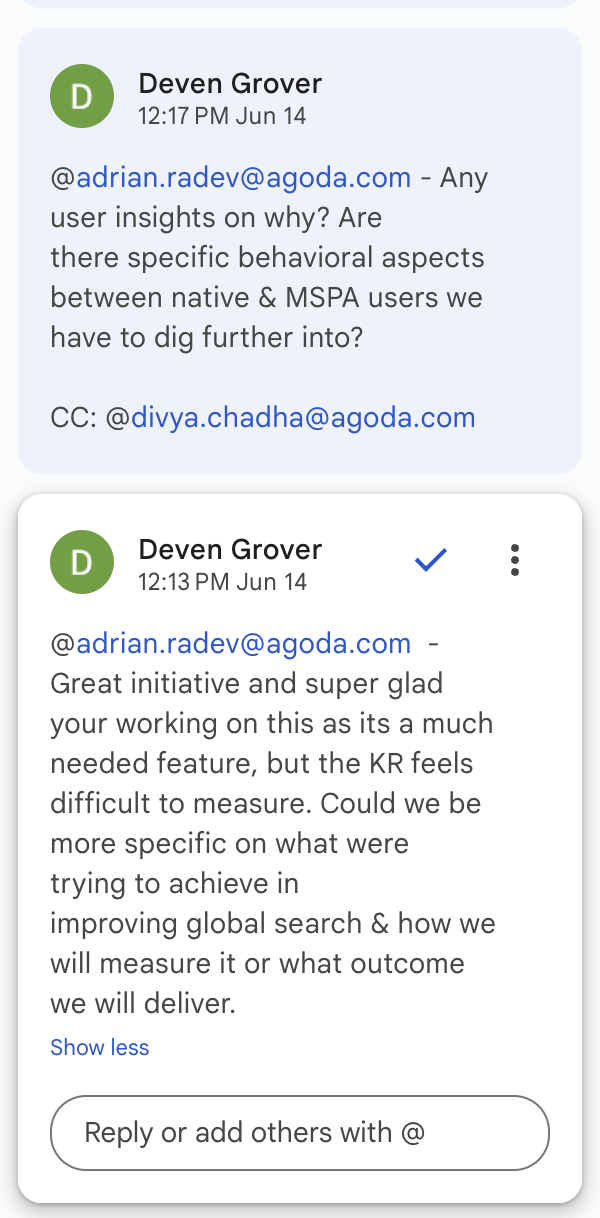 D
Deven Grover
12:17 PM Jun 14
@adrian.radev@agoda.com - Any
user insights on why? Are
there specific behavioral aspects
between native & MSPA users we
have to dig further into?
CC: @divya.chadha@agoda.com
D
Deven Grover
12:13 PM Jun 14
@adrian.radev@agoda.com -
Great initiative and super glad
your working on this as its a much
needed feature, but the KR feels
difficult to measure. Could we be
more specific on what were
trying to achieve in
improving global search & how we
will measure it or what outcome
we will deliver.
Show less
Reply or add others with @